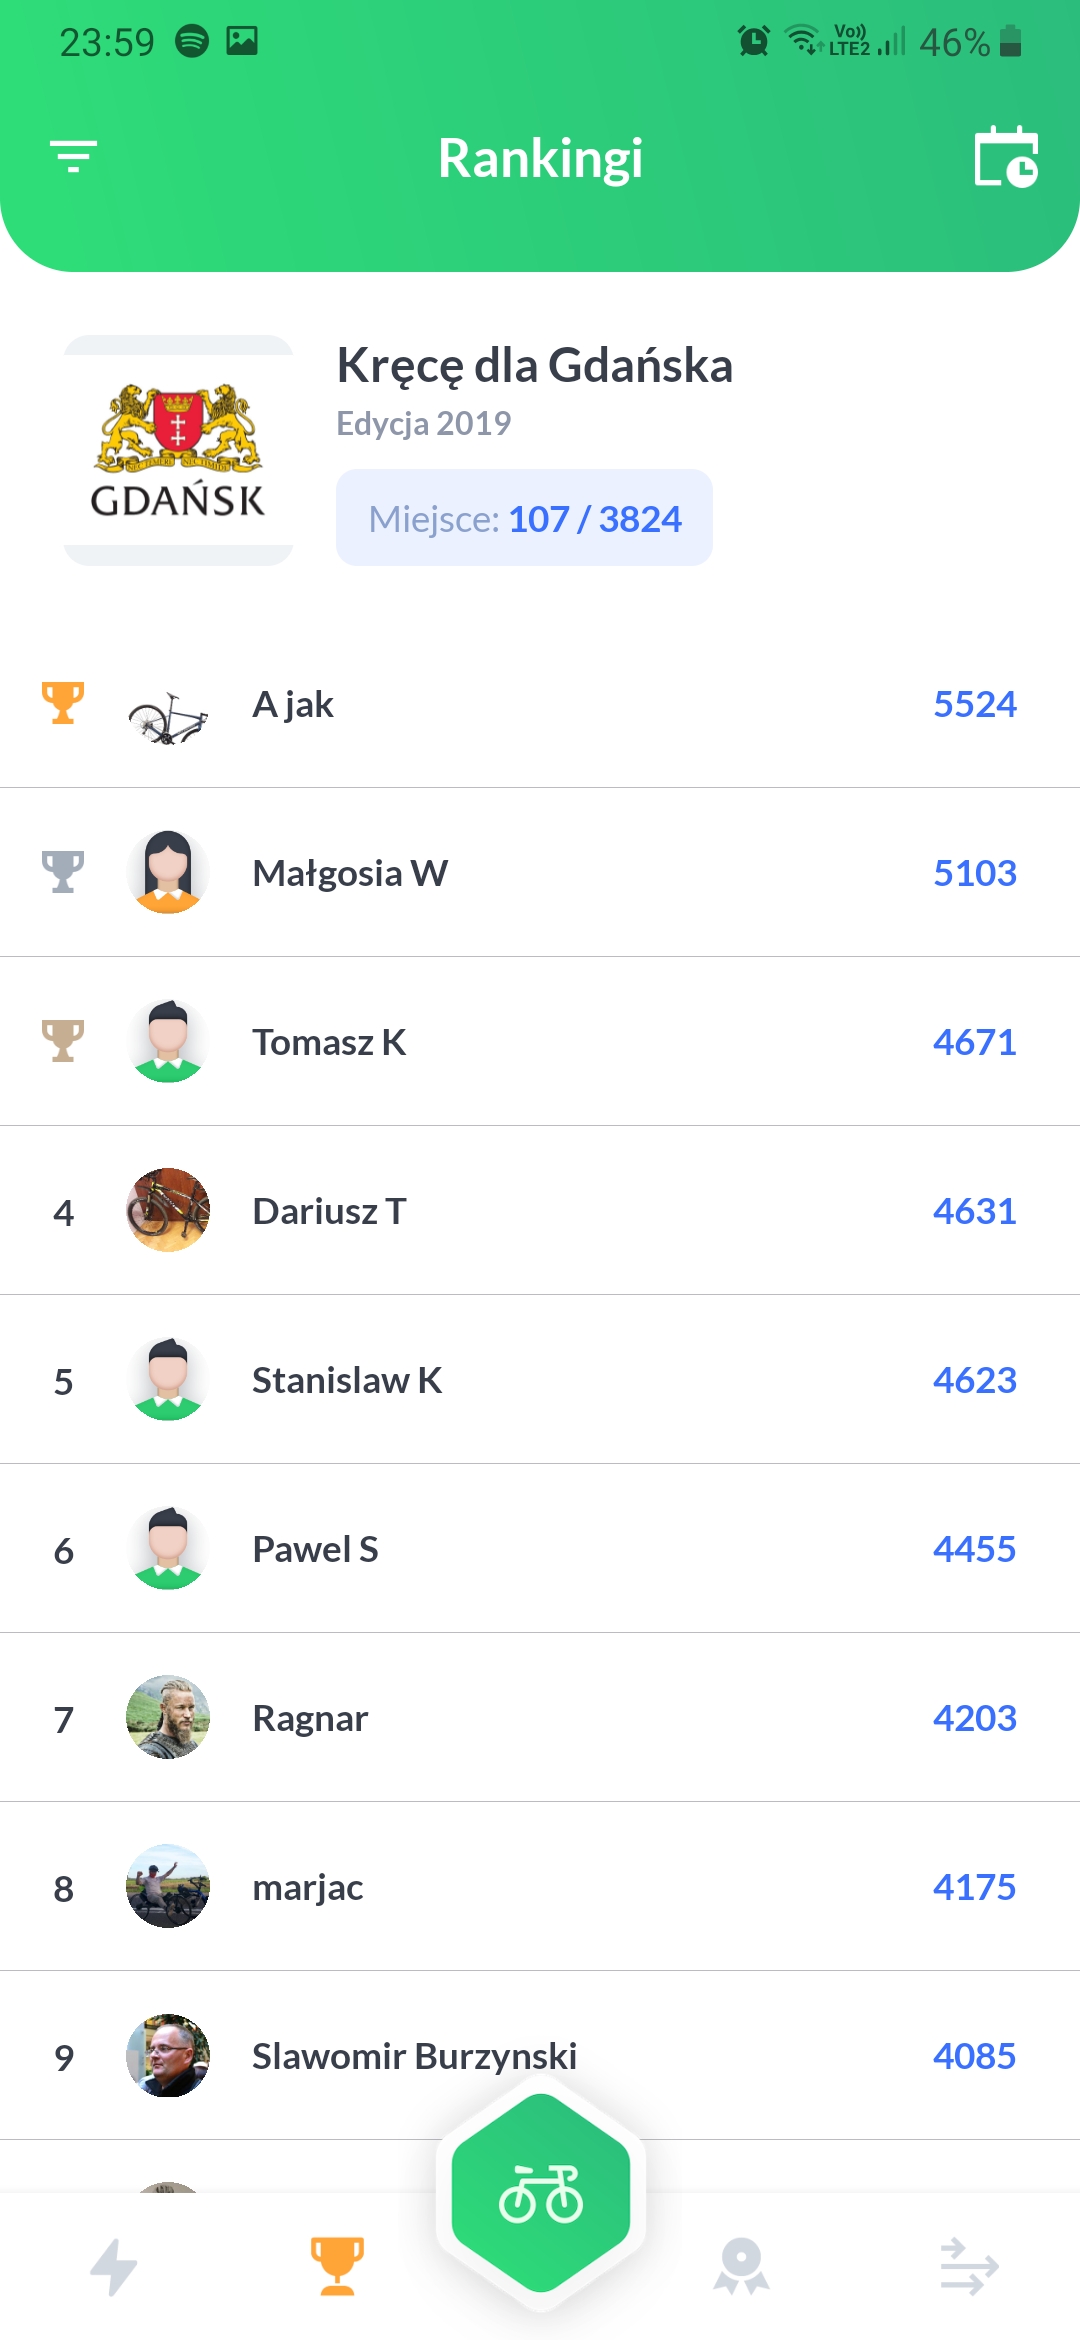 23:59
Vo)) LTE2 46%
Rankingi
Kręcę dla Gdańska
Edycja 2019
GDAŃSK
Miejsce: 107 / 3824
A jak 5524
Małgosia W 5103
Tomasz K 4671
4 Dariusz T 4631
5 Stanislaw K 4623
6 Pawel S 4455
7 Ragnar 4203
8 marjac 4175
9 Slawomir Burzynski 4085